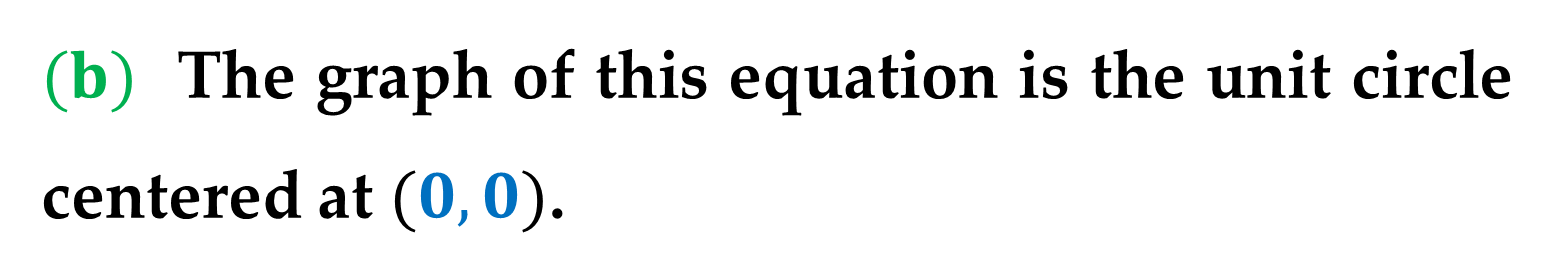 (b) The graph of this equation is the unit circle
centered at (0, 0).